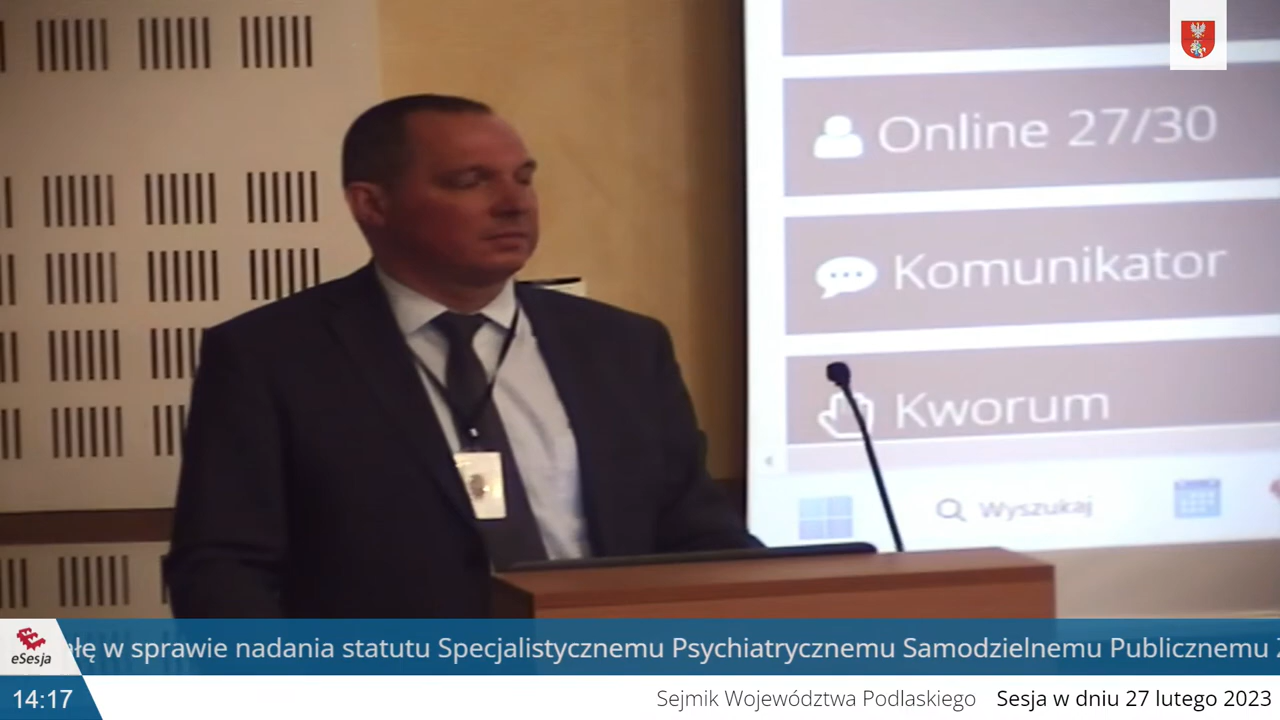 Online 27/30
Komunikator
Kworum
Wyszukaj
łę w sprawie nadania statutu Specjalistycznemu Psychiatrycznemu Samodzielnemu Publicznemu
eSesja
14:17
Sejmik Województwa Podlaskiego Sesja w dniu 27 lutego 2023